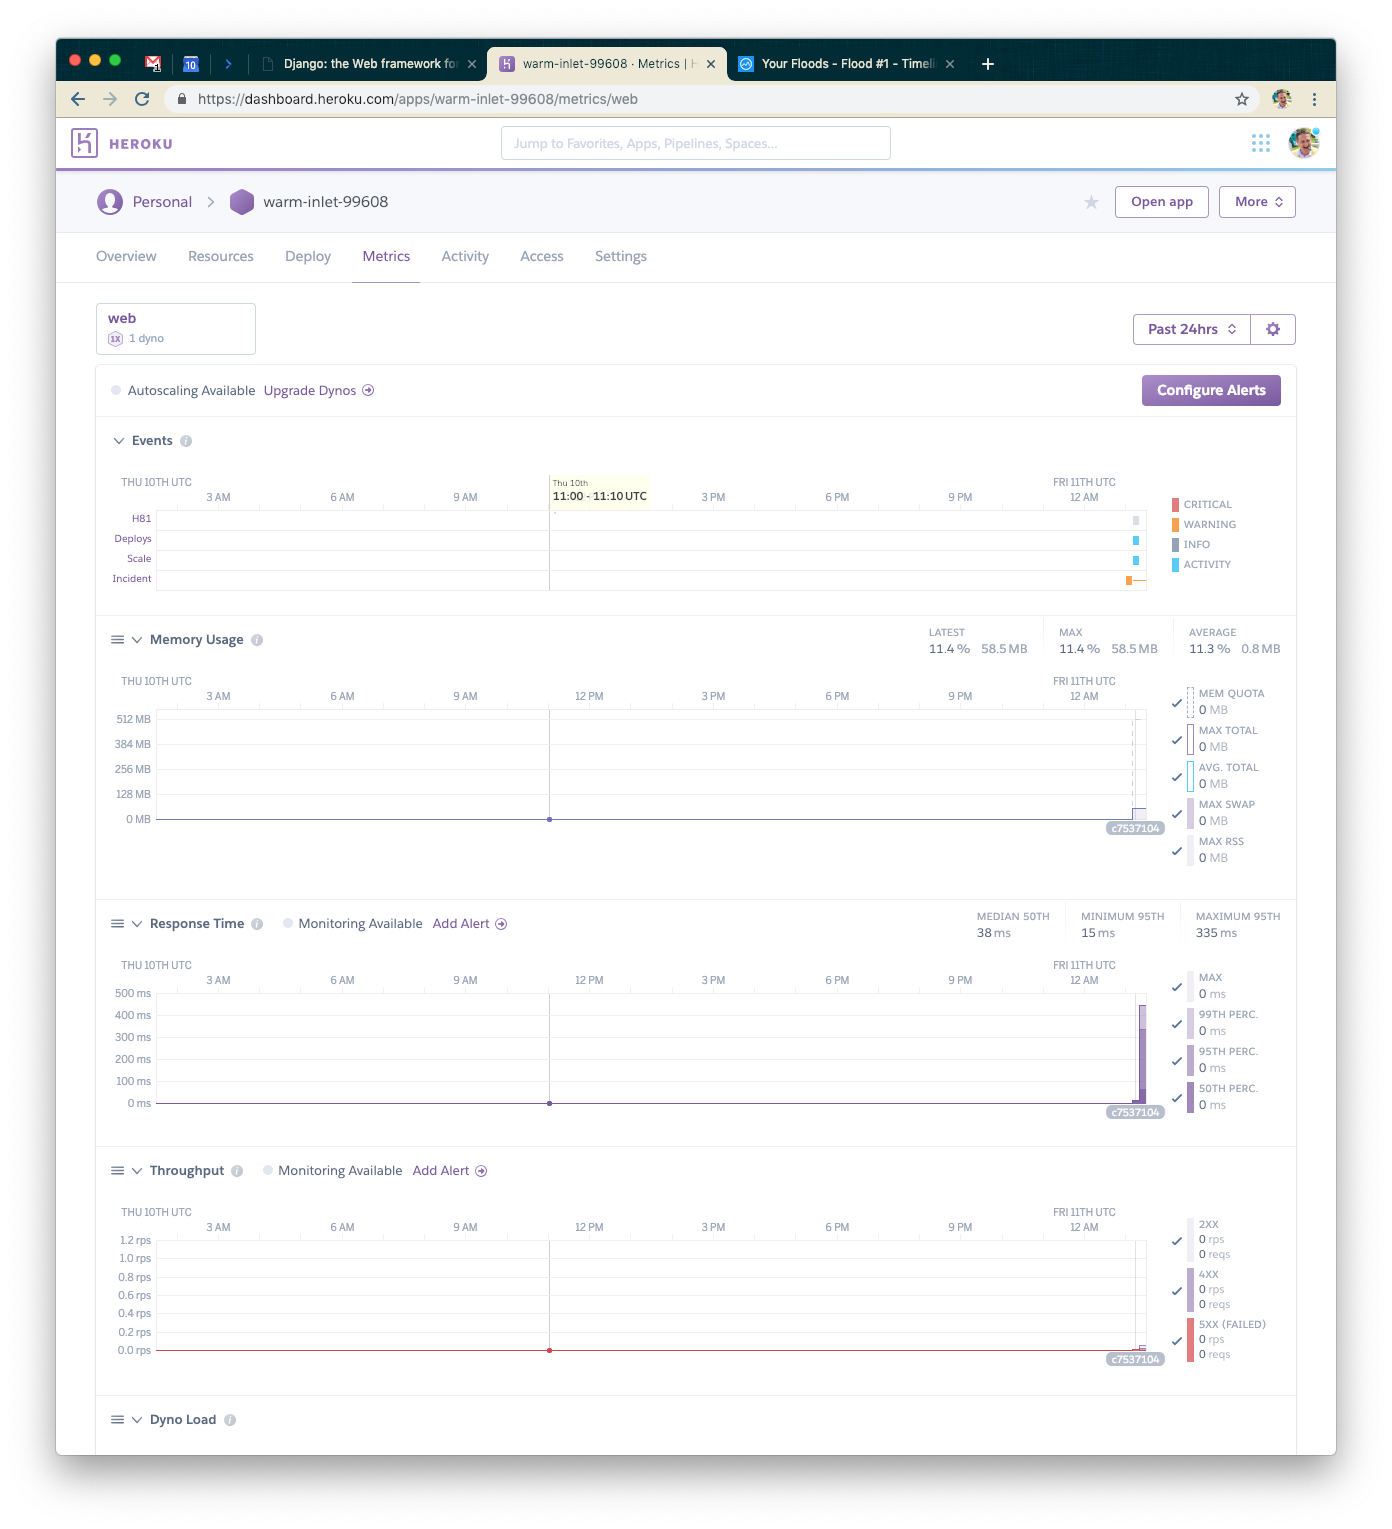 1
10
Django: the Web framework fo
warm-inlet-99608 · Metrics | H
Your Floods - Flood #1 - Timeli
https://dashboard.heroku.com/apps/warm-inlet-99608/metrics/web
HEROKU
Jump to Favorites, Apps, Pipelines, Spaces...
Personal
warm-inlet-99608
Open app
More
Overview
Resources
Deploy
Metrics
Activity
Access
Settings
web
1X
1 dyno
Past 24hrs
Autoscaling Available
Upgrade Dynos
Configure Alerts
Events
THU 10TH UTC
FRI 11TH UTC
3 AM
6 AM
9 AM
Thu 10th
11:00 - 11:10 UTC
3 PM
6 PM
9 PM
12 AM
H81
Deploys
Scale
Incident
CRITICAL
WARNING
INFO
ACTIVITY
Memory Usage
LATEST
11.4 % 58.5 MB
MAX
11.4 % 58.5 MB
AVERAGE
11.3 % 0.8 MB
THU 10TH UTC
FRI 11TH UTC
3 AM
6 AM
9 AM
12 PM
3 PM
6 PM
9 PM
12 AM
512 MB
384 MB
256 MB
128 MB
0 MB
c7537104
MEM QUOTA
0 MB
MAX TOTAL
0 MB
AVG. TOTAL
0 MB
MAX SWAP
0 MB
MAX RSS
0 MB
Response Time
Monitoring Available
Add Alert
MEDIAN 50TH
38 ms
MINIMUM 95TH
15 ms
MAXIMUM 95TH
335 ms
THU 10TH UTC
FRI 11TH UTC
3 AM
6 AM
9 AM
12 PM
3 PM
6 PM
9 PM
12 AM
500 ms
400 ms
300 ms
200 ms
100 ms
0 ms
c7537104
MAX
0 ms
99TH PERC.
0 ms
95TH PERC.
0 ms
50TH PERC.
0 ms
Throughput
Monitoring Available
Add Alert
THU 10TH UTC
FRI 11TH UTC
3 AM
6 AM
9 AM
12 PM
3 PM
6 PM
9 PM
12 AM
1.2 rps
1.0 rps
0.8 rps
0.6 rps
0.4 rps
0.2 rps
0.0 rps
c7537104
2XX
0 rps
0 reqs
4XX
0 rps
0 reqs
5XX (FAILED)
0 rps
0 reqs
Dyno Load